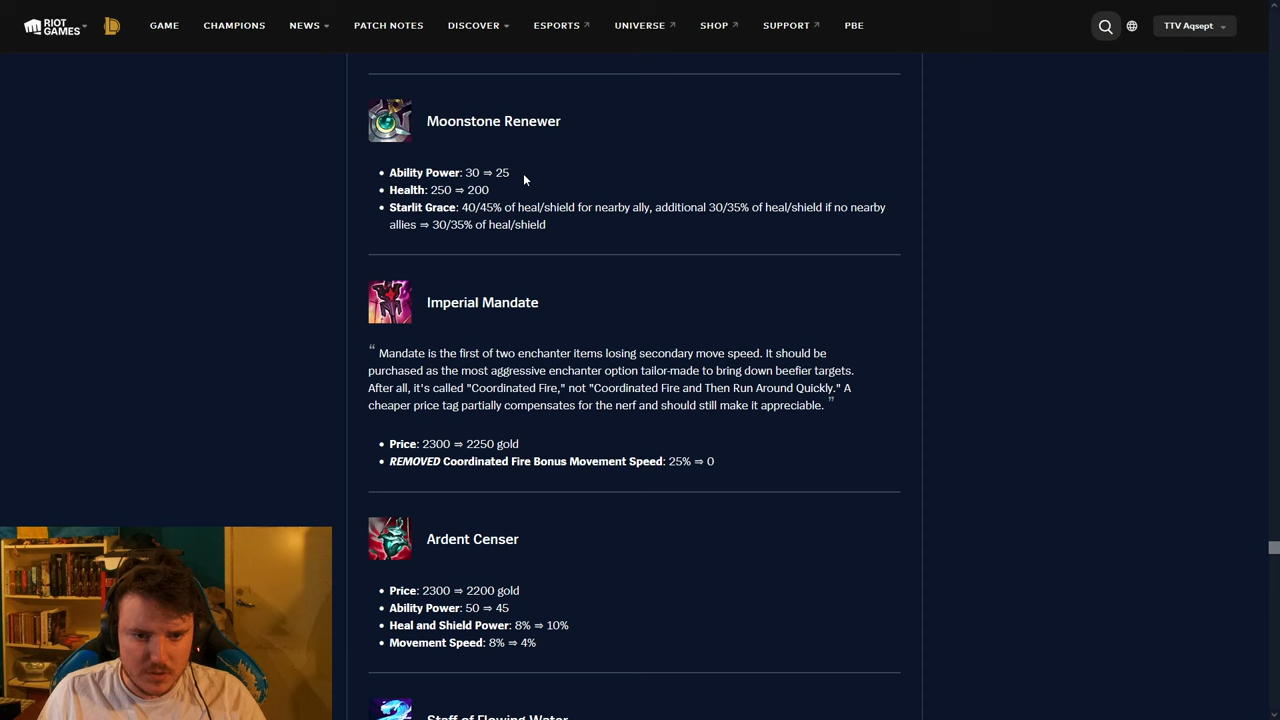 RIOT GAMES GAME CHAMPIONS NEWS PATCH NOTES DISCOVER ESPORTS UNIVERSE SHOP SUPPORT PBE TTV Aqsept
Moonstone Renewer
• Ability Power: 30 ⇒ 25
• Health: 250 ⇒ 200
• Starlit Grace: 40/45% of heal/shield for nearby ally, additional 30/35% of heal/shield if no nearby
allies ⇒ 30/35% of heal/shield
Imperial Mandate
“ Mandate is the first of two enchanter items losing secondary move speed. It should be
purchased as the most aggressive enchanter option tailor-made to bring down beefier targets.
After all, it's called "Coordinated Fire," not "Coordinated Fire and Then Run Around Quickly." A
cheaper price tag partially compensates for the nerf and should still make it appreciable. ”
• Price: 2300 ⇒ 2250 gold
• REMOVED Coordinated Fire Bonus Movement Speed: 25% ⇒ 0
Ardent Censer
• Price: 2300 ⇒ 2200 gold
• Ability Power: 50 ⇒ 45
• Heal and Shield Power: 8% ⇒ 10%
• Movement Speed: 8% ⇒ 4%
Staff of Flowing Water